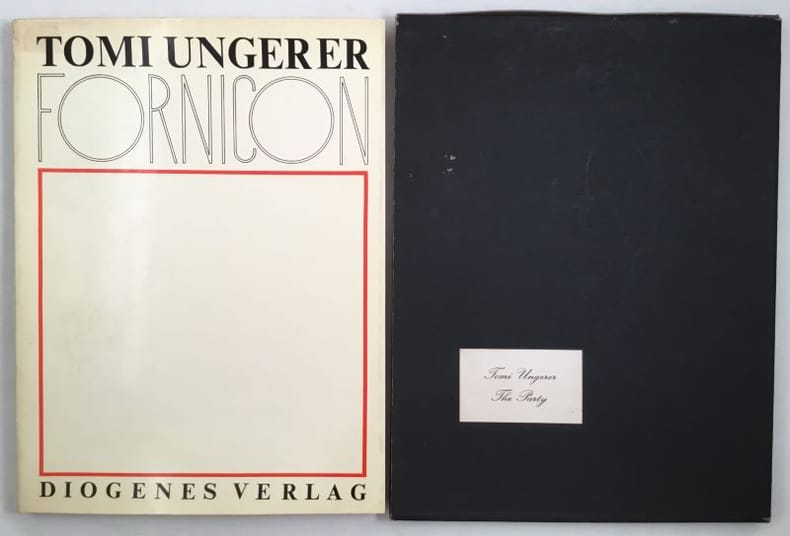 TOMI UNGERER
FORNICON
DIOGENES VERLAG
Tomi Ungerer
The Party